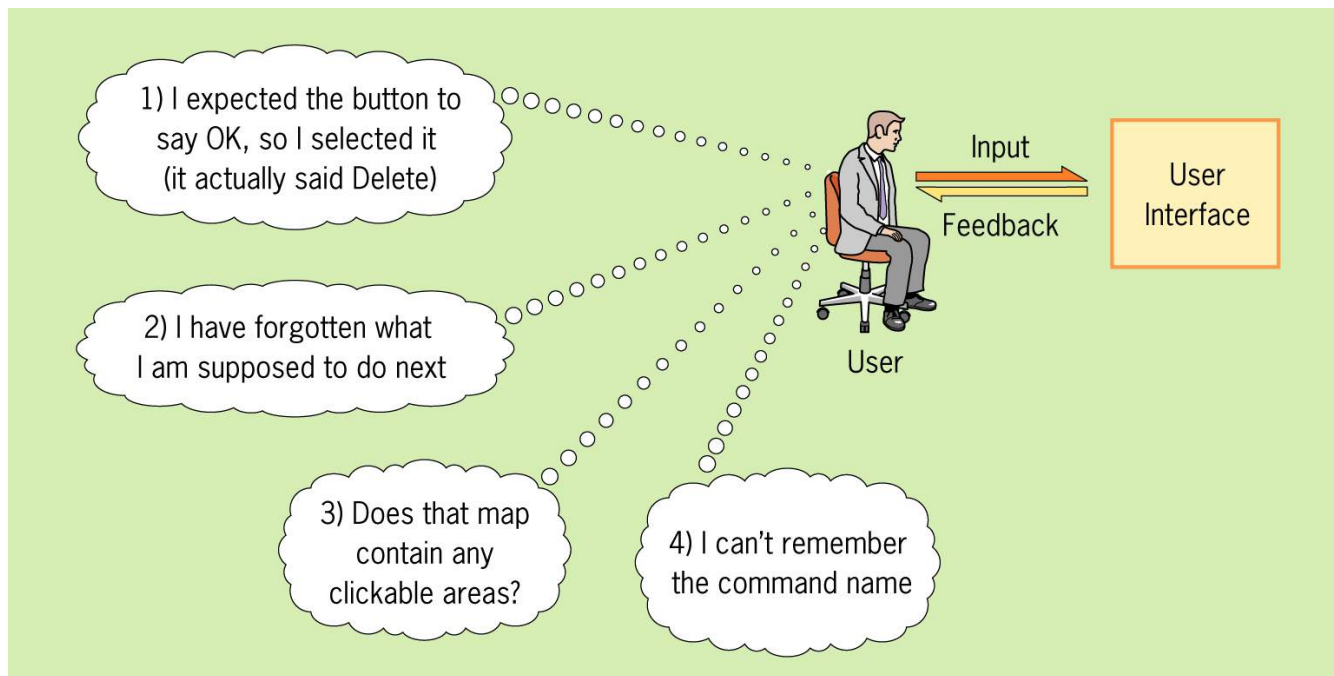 1) I expected the button to
say OK, so I selected it
(it actually said Delete)
Input
Feedback
User
Interface
2) I have forgotten what
I am supposed to do next
User
3) Does that map
contain any
clickable areas?
4) I can't remember
the command name